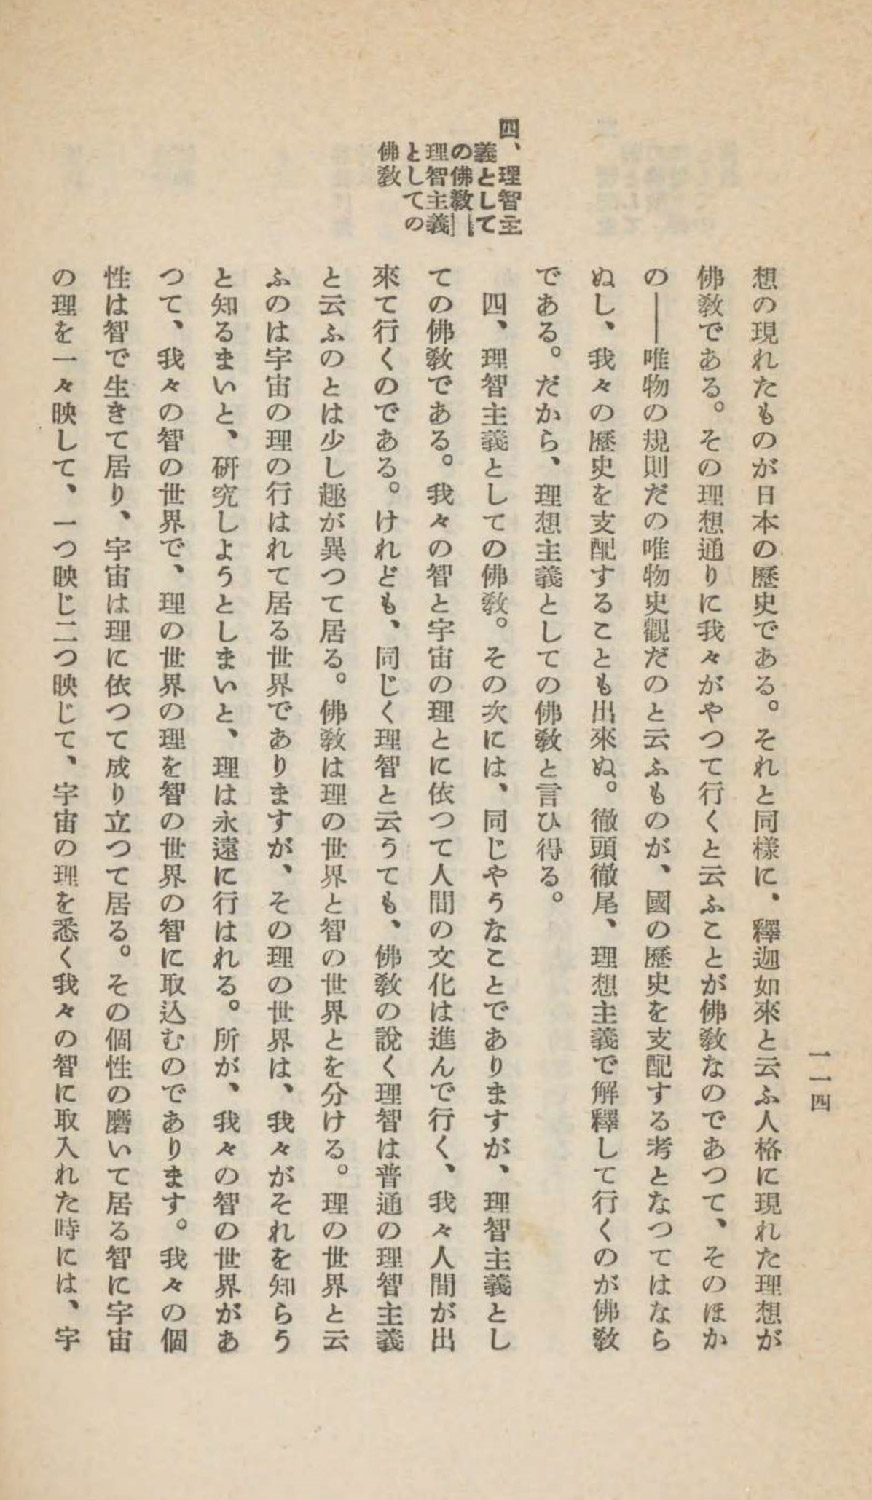 一一四
四、理智主
義として
の佛敎――
理智主義
としての
佛敎
想の現れたものが日本の歷史である。それと同樣に、釋迦如來と云ふ人格に現れた理想が
佛敎である。その理想通りに我々がやつて行くと云ふことが佛敎なのであつて、そのほか
の――唯物の規則だの唯物史觀だのと云ふものが、國の歷史を支配する考となつてはなら
ぬし、我々の歷史を支配することも出來ぬ。徹頭徹尾、理想主義で解釋して行くのが佛敎
である。だから、理想主義としての佛敎と言ひ得る。
四、理智主義としての佛敎。その次には、同じやうなことでありますが、理智主義とし
ての佛敎である。我々の智と宇宙の理とに依つて人間の文化は進んで行く、我々人間が出
來て行くのである。けれども、同じく理智と云うても、佛敎の說く理智は普通の理智主義
と云ふのとは少し趣が異つて居る。佛敎は理の世界と智の世界とを分ける。理の世界と云
ふのは宇宙の理の行はれて居る世界でありますが、その理の世界は、我々がそれを知らう
と知るまいと、硏究しようとしまいと、理は永遠に行はれる。所が、我々の智の世界があ
つて、我々の智の世界で、理の世界の理を智の世界の智に取込むのであります。我々の個
性は智で生きて居り、宇宙は理に依つて成り立つて居る。その個性の磨いて居る智に宇宙
の理を一々映して、一つ映じ二つ映じて、宇宙の理を悉く我々の智に取入れた時には、宇